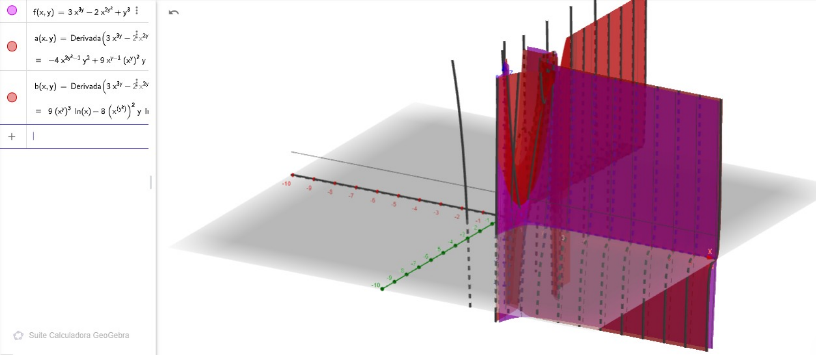 f(x, y) = 3 x^3y − 2 x^2y² + y³
a(x, y) = Derivada(3 x^3y −
= −4 x^2y²−1 y² + 9 x^y−1 (x^y)² y
b(x, y) = Derivada(3 x^3y −
= 9 (x^y)³ ln(x) − 8 (x^(y²))² y ln
+
-10 -9 -8 -7 -6 -5 -4 -3 -2 -1
-10
X
Suite Calculadora GeoGebra